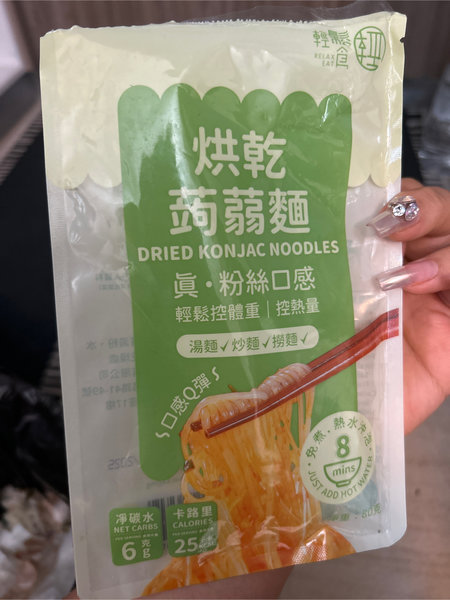 輕鬆食
RELAX
EAT
輕
烘乾
蒟蒻麵
DRIED KONJAC NOODLES
真・粉絲口感
輕鬆控體重｜控熱量
湯麵✓炒麵✓撈麵✓
口感Q彈
免煮・熱水沖泡
8
mins
JUST ADD HOT WATER
淨碳水
NET CARBS
6克
g
卡路里
CALORIES
25